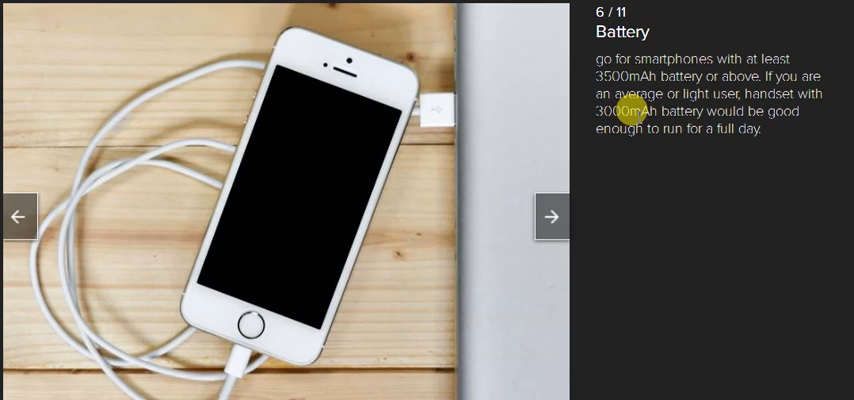 6 / 11
Battery
go for smartphones with at least
3500mAh battery or above. If you are
an average or light user, handset with
3000mAh battery would be good
enough to run for a full day.